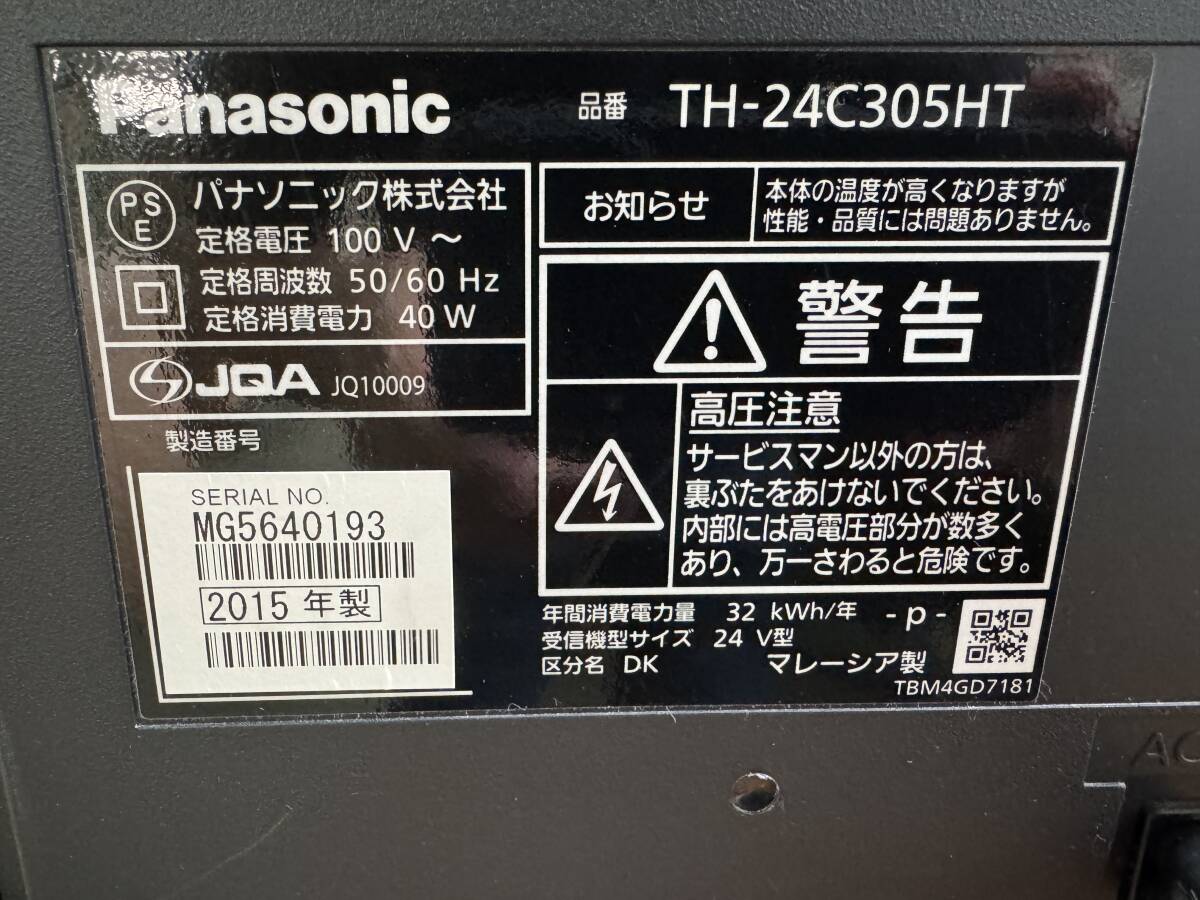 Panasonic
品番 TH-24C305HT
PS
E
パナソニック株式会社
定格電圧 100 V ～
定格周波数 50/60 Hz
定格消費電力 40 W
JQA JQ10009
製造番号
SERIAL NO.
MG5640193
2015 年製
お知らせ
本体の温度が高くなりますが
性能・品質には問題ありません。
警告
高圧注意
サービスマン以外の方は、
裏ぶたをあけないでください。
内部には高電圧部分が数多く
あり、万一さわると危険です。
年間消費電力量 32 kWh/年 -p-
受信機型サイズ 24 V型
区分名 DK マレーシア製
TBM4GD7181
AC